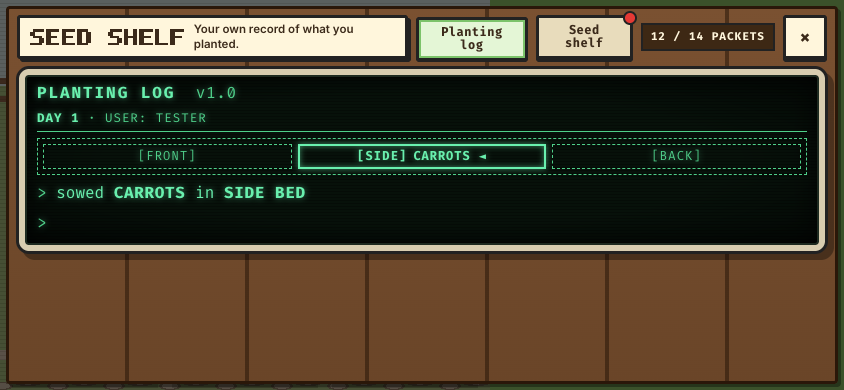 SEED SHELF
Your own record of what you
planted.
Planting
log
Seed
shelf
12 / 14 PACKETS
✖
PLANTING LOG v1.0
DAY 1 · USER: TESTER
[FRONT]
[SIDE] CARROTS ◄
[BACK]
> sowed CARROTS in SIDE BED
>